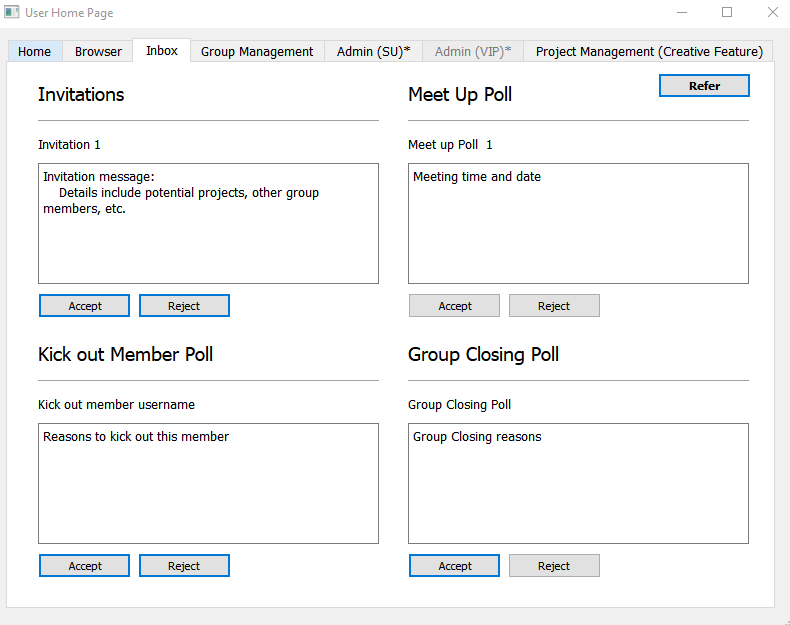 User Home Page
Home Browser Inbox Group Management Admin (SU)* Admin (VIP)* Project Management (Creative Feature)
Refer
Invitations
Invitation 1
Invitation message:
Details include potential projects, other group
members, etc.
Accept Reject
Meet Up Poll
Meet up Poll 1
Meeting time and date
Accept Reject
Kick out Member Poll
Kick out member username
Reasons to kick out this member
Accept Reject
Group Closing Poll
Group Closing Poll
Group Closing reasons
Accept Reject